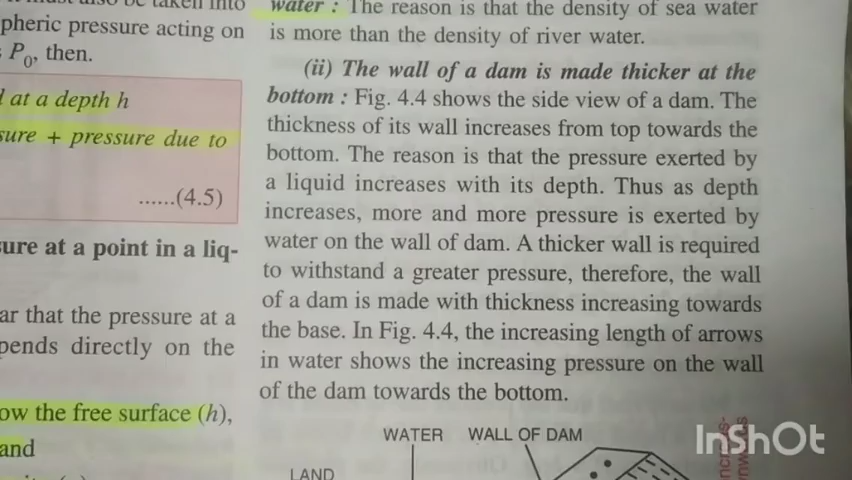 must also be taken into
spheric pressure acting on
P0, then.
at a depth h
sure + pressure due to
......(4.5)
sure at a point in a liq-
ar that the pressure at a
pends directly on the
ow the free surface (h),
and
water : The reason is that the density of sea water
is more than the density of river water.
(ii) The wall of a dam is made thicker at the
bottom : Fig. 4.4 shows the side view of a dam. The
thickness of its wall increases from top towards the
bottom. The reason is that the pressure exerted by
a liquid increases with its depth. Thus as depth
increases, more and more pressure is exerted by
water on the wall of dam. A thicker wall is required
to withstand a greater pressure, therefore, the wall
of a dam is made with thickness increasing towards
the base. In Fig. 4.4, the increasing length of arrows
in water shows the increasing pressure on the wall
of the dam towards the bottom.
WATER WALL OF DAM
LAND
InShOt